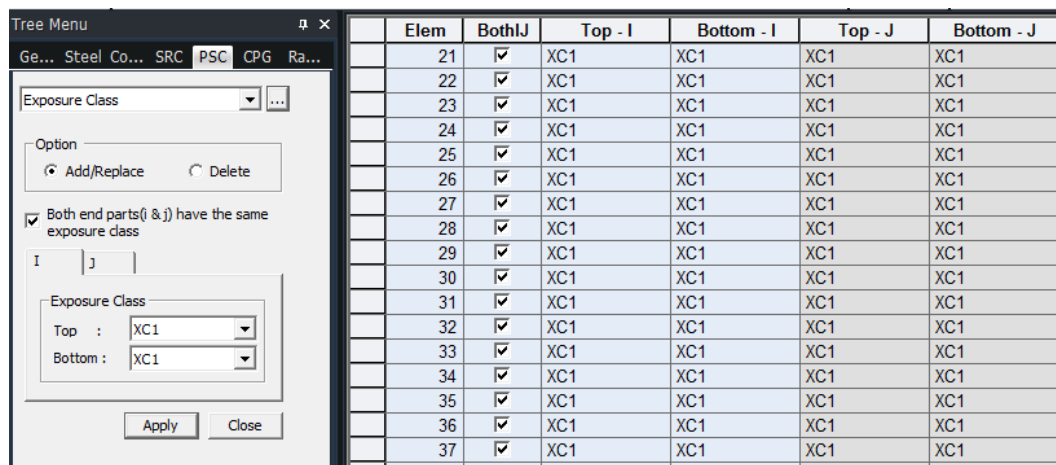 Tree Menu
Ge... Steel Co... SRC PSC CPG Ra...
Exposure Class
...
Option
Add/Replace Delete
Both end parts(i & j) have the same
exposure class
I J
Exposure Class
Top : XC1
Bottom : XC1
Apply Close
Elem BothIJ Top - I Bottom - I Top - J Bottom - J
21 XC1 XC1 XC1 XC1
22 XC1 XC1 XC1 XC1
23 XC1 XC1 XC1 XC1
24 XC1 XC1 XC1 XC1
25 XC1 XC1 XC1 XC1
26 XC1 XC1 XC1 XC1
27 XC1 XC1 XC1 XC1
28 XC1 XC1 XC1 XC1
29 XC1 XC1 XC1 XC1
30 XC1 XC1 XC1 XC1
31 XC1 XC1 XC1 XC1
32 XC1 XC1 XC1 XC1
33 XC1 XC1 XC1 XC1
34 XC1 XC1 XC1 XC1
35 XC1 XC1 XC1 XC1
36 XC1 XC1 XC1 XC1
37 XC1 XC1 XC1 XC1